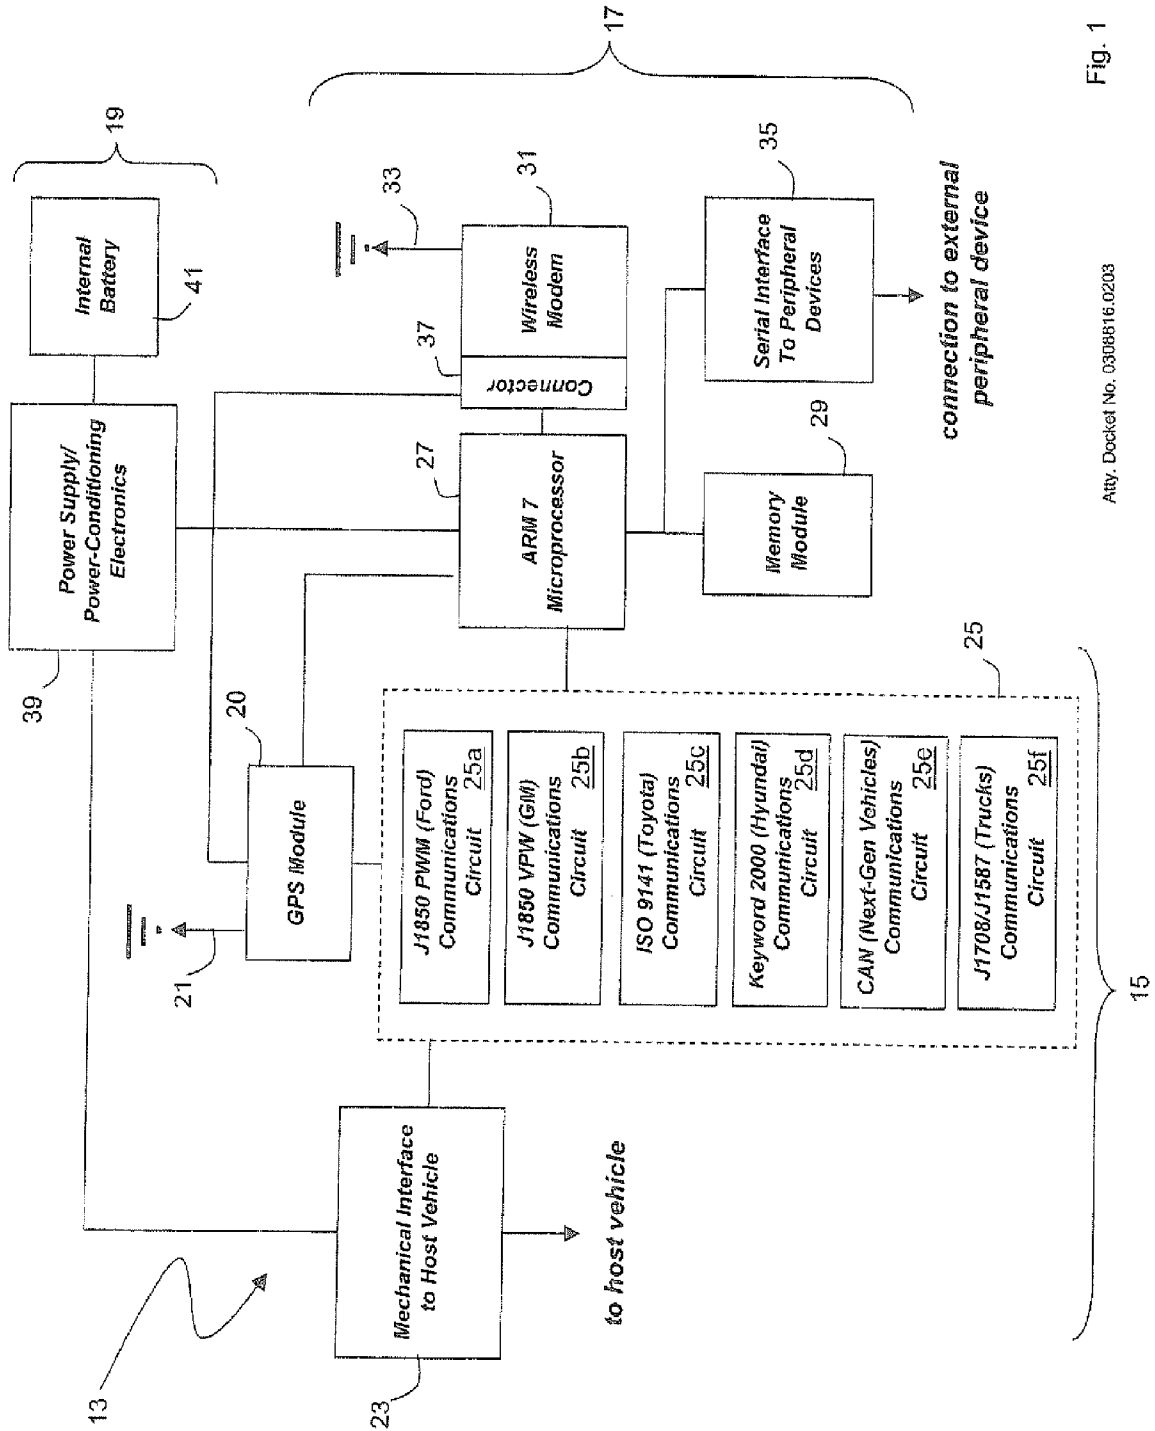 13
39
Power Supply/
Power-Conditioning
Electronics
Internal
Battery
41
19
21
20
GPS Module
23
Mechanical Interface
to Host Vehicle
to host vehicle
27
ARM 7
Microprocessor
37
Connector
33
Wireless
Modem
31
17
Memory
Module
29
Serial Interface
To Peripheral
Devices
35
connection to external
peripheral device
25
J1850 PWM (Ford)
Communications
Circuit 25a
J1850 VPW (GM)
Communications
Circuit 25b
ISO 9141 (Toyota)
Communications
Circuit 25c
Keyword 2000 (Hyundai)
Communications
Circuit 25d
CAN (Next-Gen Vehicles)
Communications
Circuit 25e
J1708/J1587 (Trucks)
Communications
Circuit 25f
15
Atty. Docket No. 0308816.0203
Fig. 1